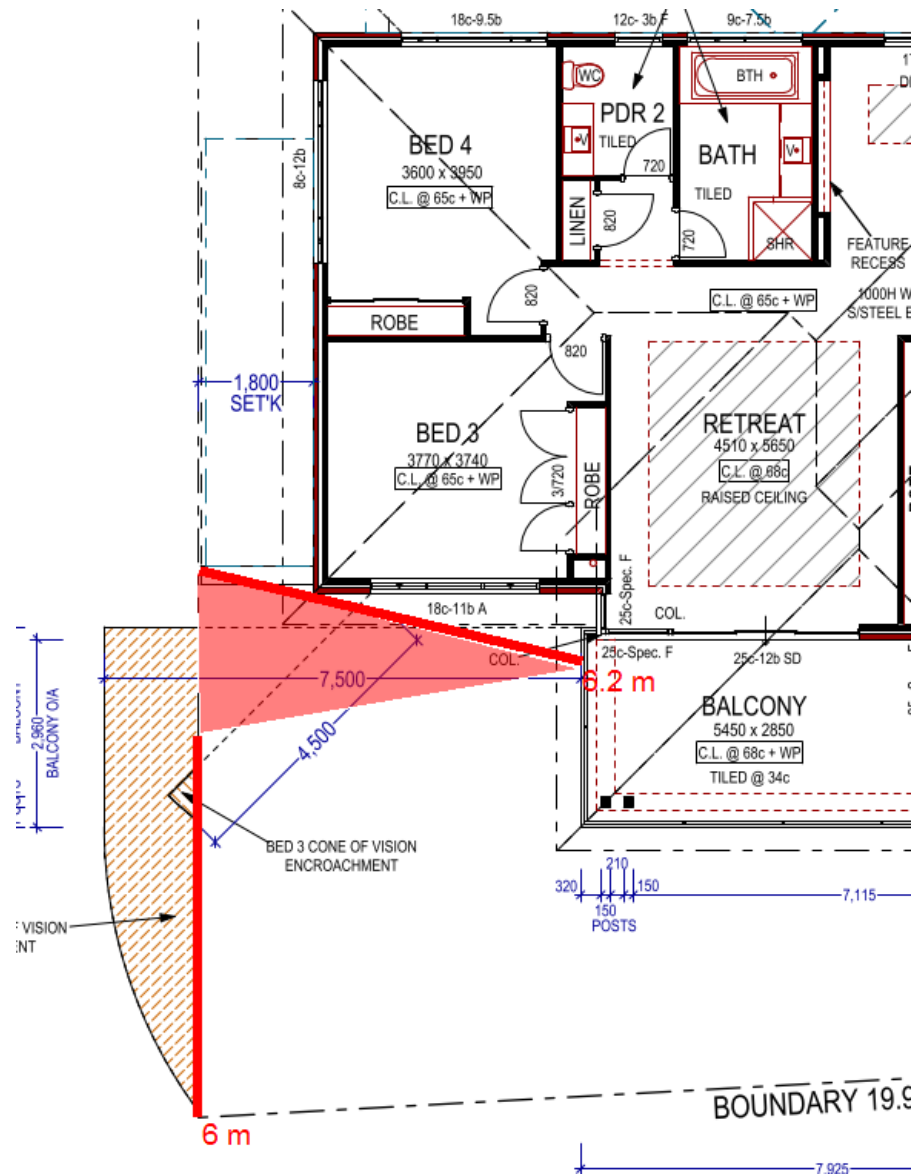 18c-9.5b
12c- 3b F
9c-7.5b
WC
BTH
PDR 2
TILED
V
V
BED 4
3600 x 3950
C.L. @ 65c + WP
8c-12b
BATH
TILED
720
LINEN
820
720
SHR
FEATURE
RECESS
820
C.L. @ 65c + WP
1000H W
S/STEEL
ROBE
820
1,800
SET'K
BED 3
3770 x 3740
C.L. @ 65c + WP
3/720
ROBE
RETREAT
4510 x 5650
C.L. @ 68c
RAISED CEILING
25c-Spec. F
18c-11b A
COL.
COL.
25c-Spec. F
25c-12b SD
7,500
6.2 m
2,960
BALCONY O/A
4,500
BALCONY
5450 x 2850
C.L. @ 68c + WP
TILED @ 34c
BED 3 CONE OF VISION
ENCROACHMENT
210
320
150
7,115
150
POSTS
VISION
BOUNDARY 19.9
6 m
7,925